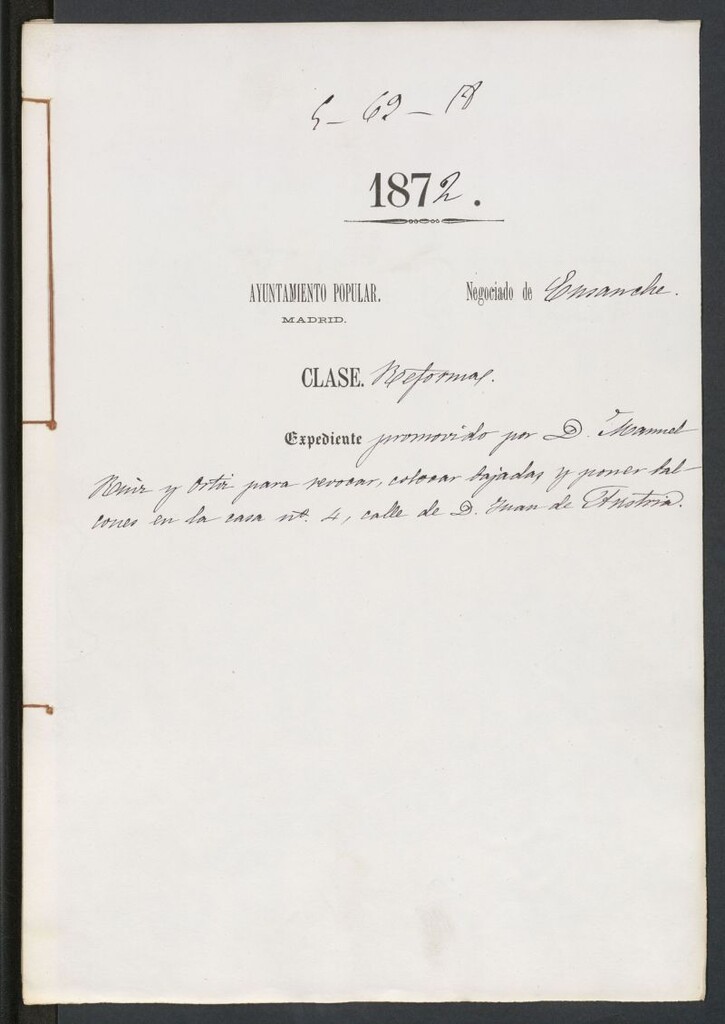 5-69-18
1872.
AYUNTAMIENTO POPULAR. Negociado de Ensanche.
MADRID.
CLASE. Reformas.
Expediente promovido por D. Manuel
Ruiz y Ortiz para revocar, colocar bajadas y poner bal-
cones en la casa nº. 4, calle de D. Juan de Austria.